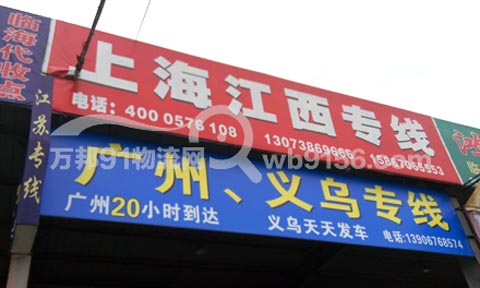 临海代收点
江苏专线
上海江西专线
电话：400 0576 108 13073869666 15867065553
万邦91物流网 wb9156.com
广州、义乌专线
广州20小时到达 义乌天天发车 电话:13906768574